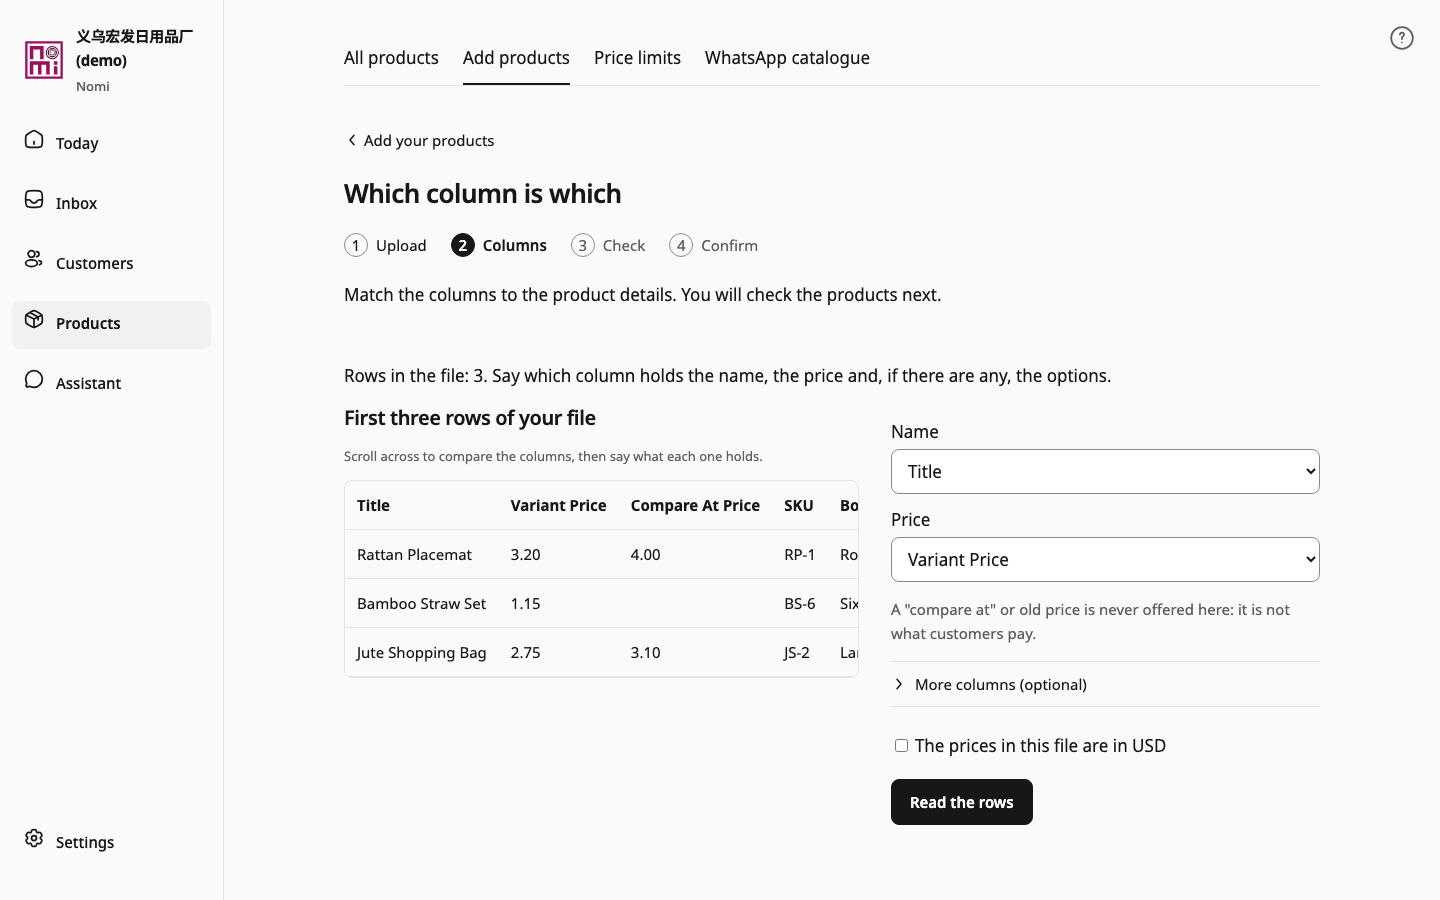 义乌宏发日用品厂
(demo)
Nomi
Today
Inbox
Customers
Products
Assistant
Settings
All products Add products Price limits WhatsApp catalogue
Add your products
Which column is which
1 Upload 2 Columns 3 Check 4 Confirm
Match the columns to the product details. You will check the products next.
Rows in the file: 3. Say which column holds the name, the price and, if there are any, the options.
First three rows of your file
Scroll across to compare the columns, then say what each one holds.
Title Variant Price Compare At Price SKU Bo
Rattan Placemat 3.20 4.00 RP-1 Ro
Bamboo Straw Set 1.15 BS-6 Six
Jute Shopping Bag 2.75 3.10 JS-2 La
Name
Title
Price
Variant Price
A "compare at" or old price is never offered here: it is not
what customers pay.
More columns (optional)
The prices in this file are in USD
Read the rows